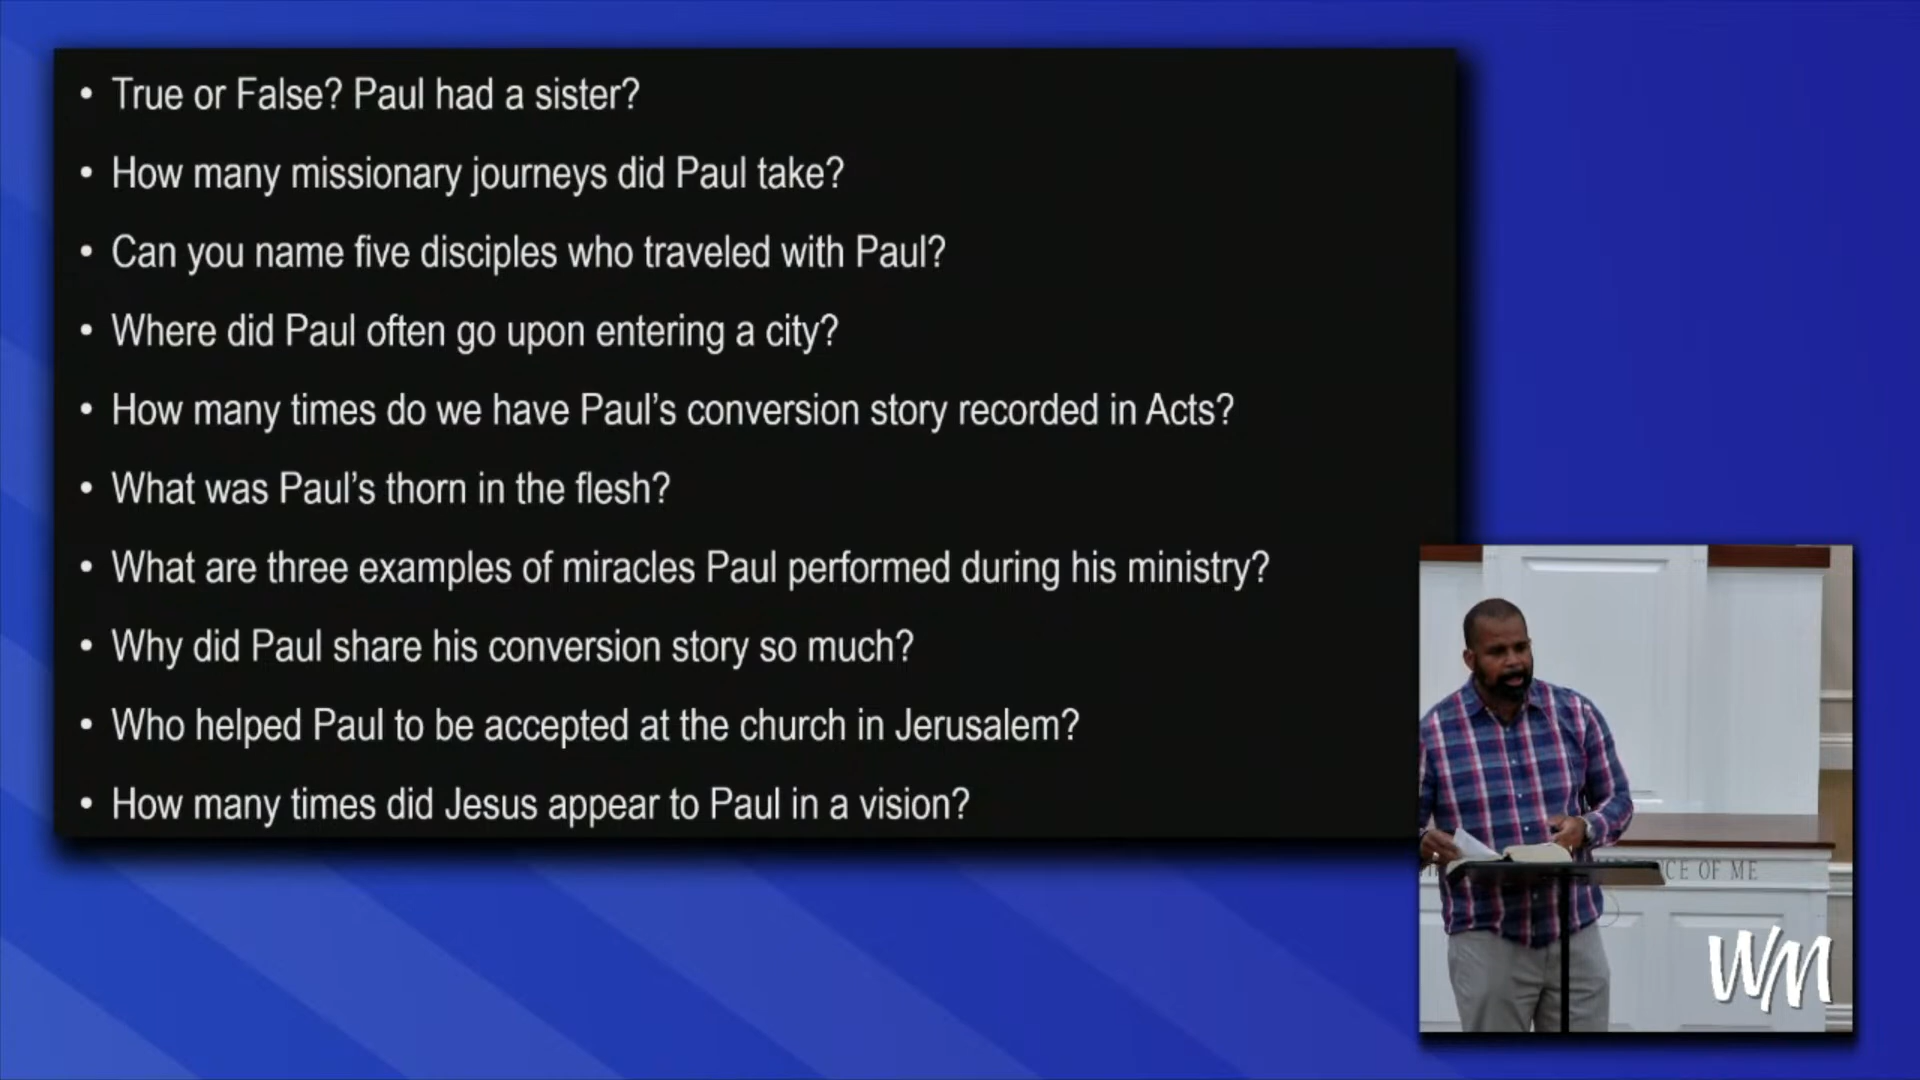 • True or False? Paul had a sister?
• How many missionary journeys did Paul take?
• Can you name five disciples who traveled with Paul?
• Where did Paul often go upon entering a city?
• How many times do we have Paul’s conversion story recorded in Acts?
• What was Paul’s thorn in the flesh?
• What are three examples of miracles Paul performed during his ministry?
• Why did Paul share his conversion story so much?
• Who helped Paul to be accepted at the church in Jerusalem?
• How many times did Jesus appear to Paul in a vision?
OF ME
WM